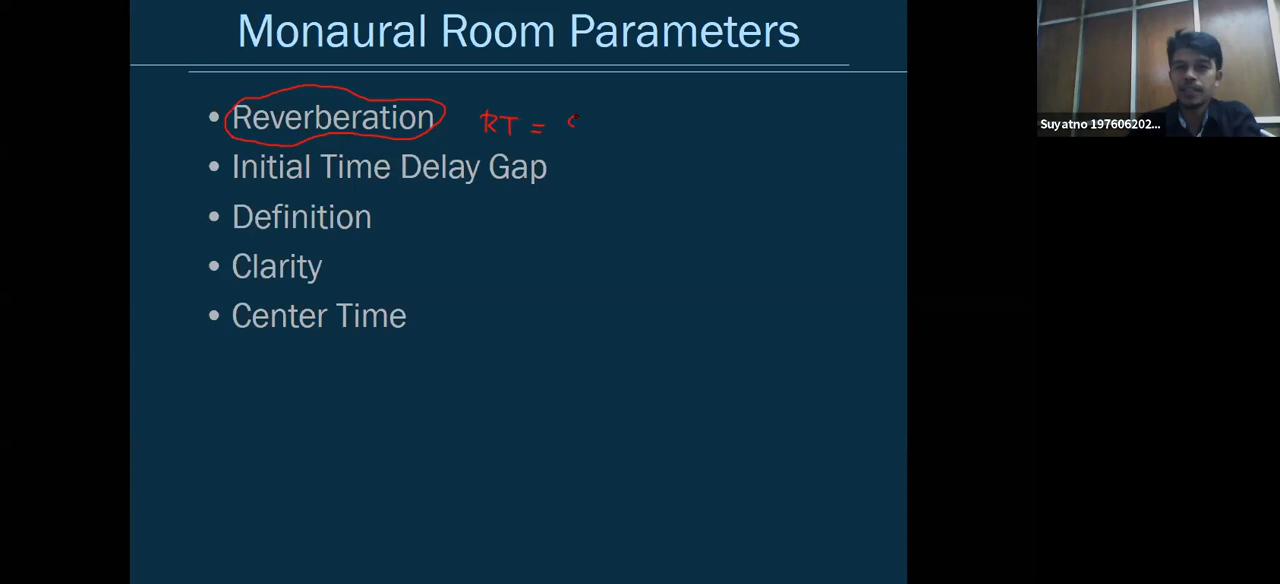 Monaural Room Parameters
• Reverberation RT =
• Initial Time Delay Gap
• Definition
• Clarity
• Center Time
Suyatno 197606202...